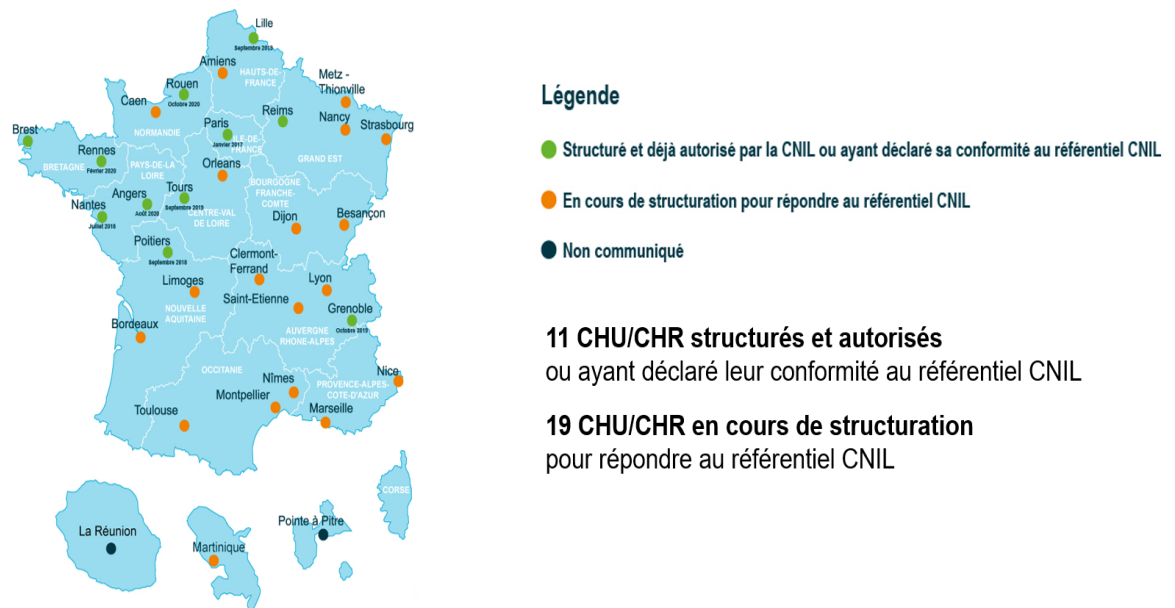 Lille
Septembre 2019
Amiens
HAUTS-DE-
FRANCE
Rouen
Octobre 2020
Metz -
Thionville
Caen
Reims
Nancy
Strasbourg
Paris
Janvier 2017
ILE-DE-
FRANCE
NORMANDIE
Brest
Rennes
Février 2020
BRETAGNE
PAYS-DE-LA
LOIRE
Orleans
GRAND EST
Angers
Août 2020
Tours
Septembre 2019
BOURGOGNE
FRANCHE-
COMTE
Nantes
Juillet 2018
CENTRE-VAL
DE LOIRE
Dijon
Besançon
Poitiers
Septembre 2018
Clermont-
Ferrand
Limoges
Lyon
Saint-Etienne
NOUVELLE
AQUITAINE
Grenoble
Octobre 2019
Bordeaux
AUVERGNE
RHONE-ALPES
OCCITANIE
Nîmes
Nice
PROVENCE-ALPES-
COTE-D'AZUR
Montpellier
Toulouse
Marseille
CORSE
La Réunion
Martinique
Pointe à Pitre
Légende
Structuré et déjà autorisé par la CNIL ou ayant déclaré sa conformité au référentiel CNIL
En cours de structuration pour répondre au référentiel CNIL
Non communiqué
11 CHU/CHR structurés et autorisés
ou ayant déclaré leur conformité au référentiel CNIL
19 CHU/CHR en cours de structuration
pour répondre au référentiel CNIL